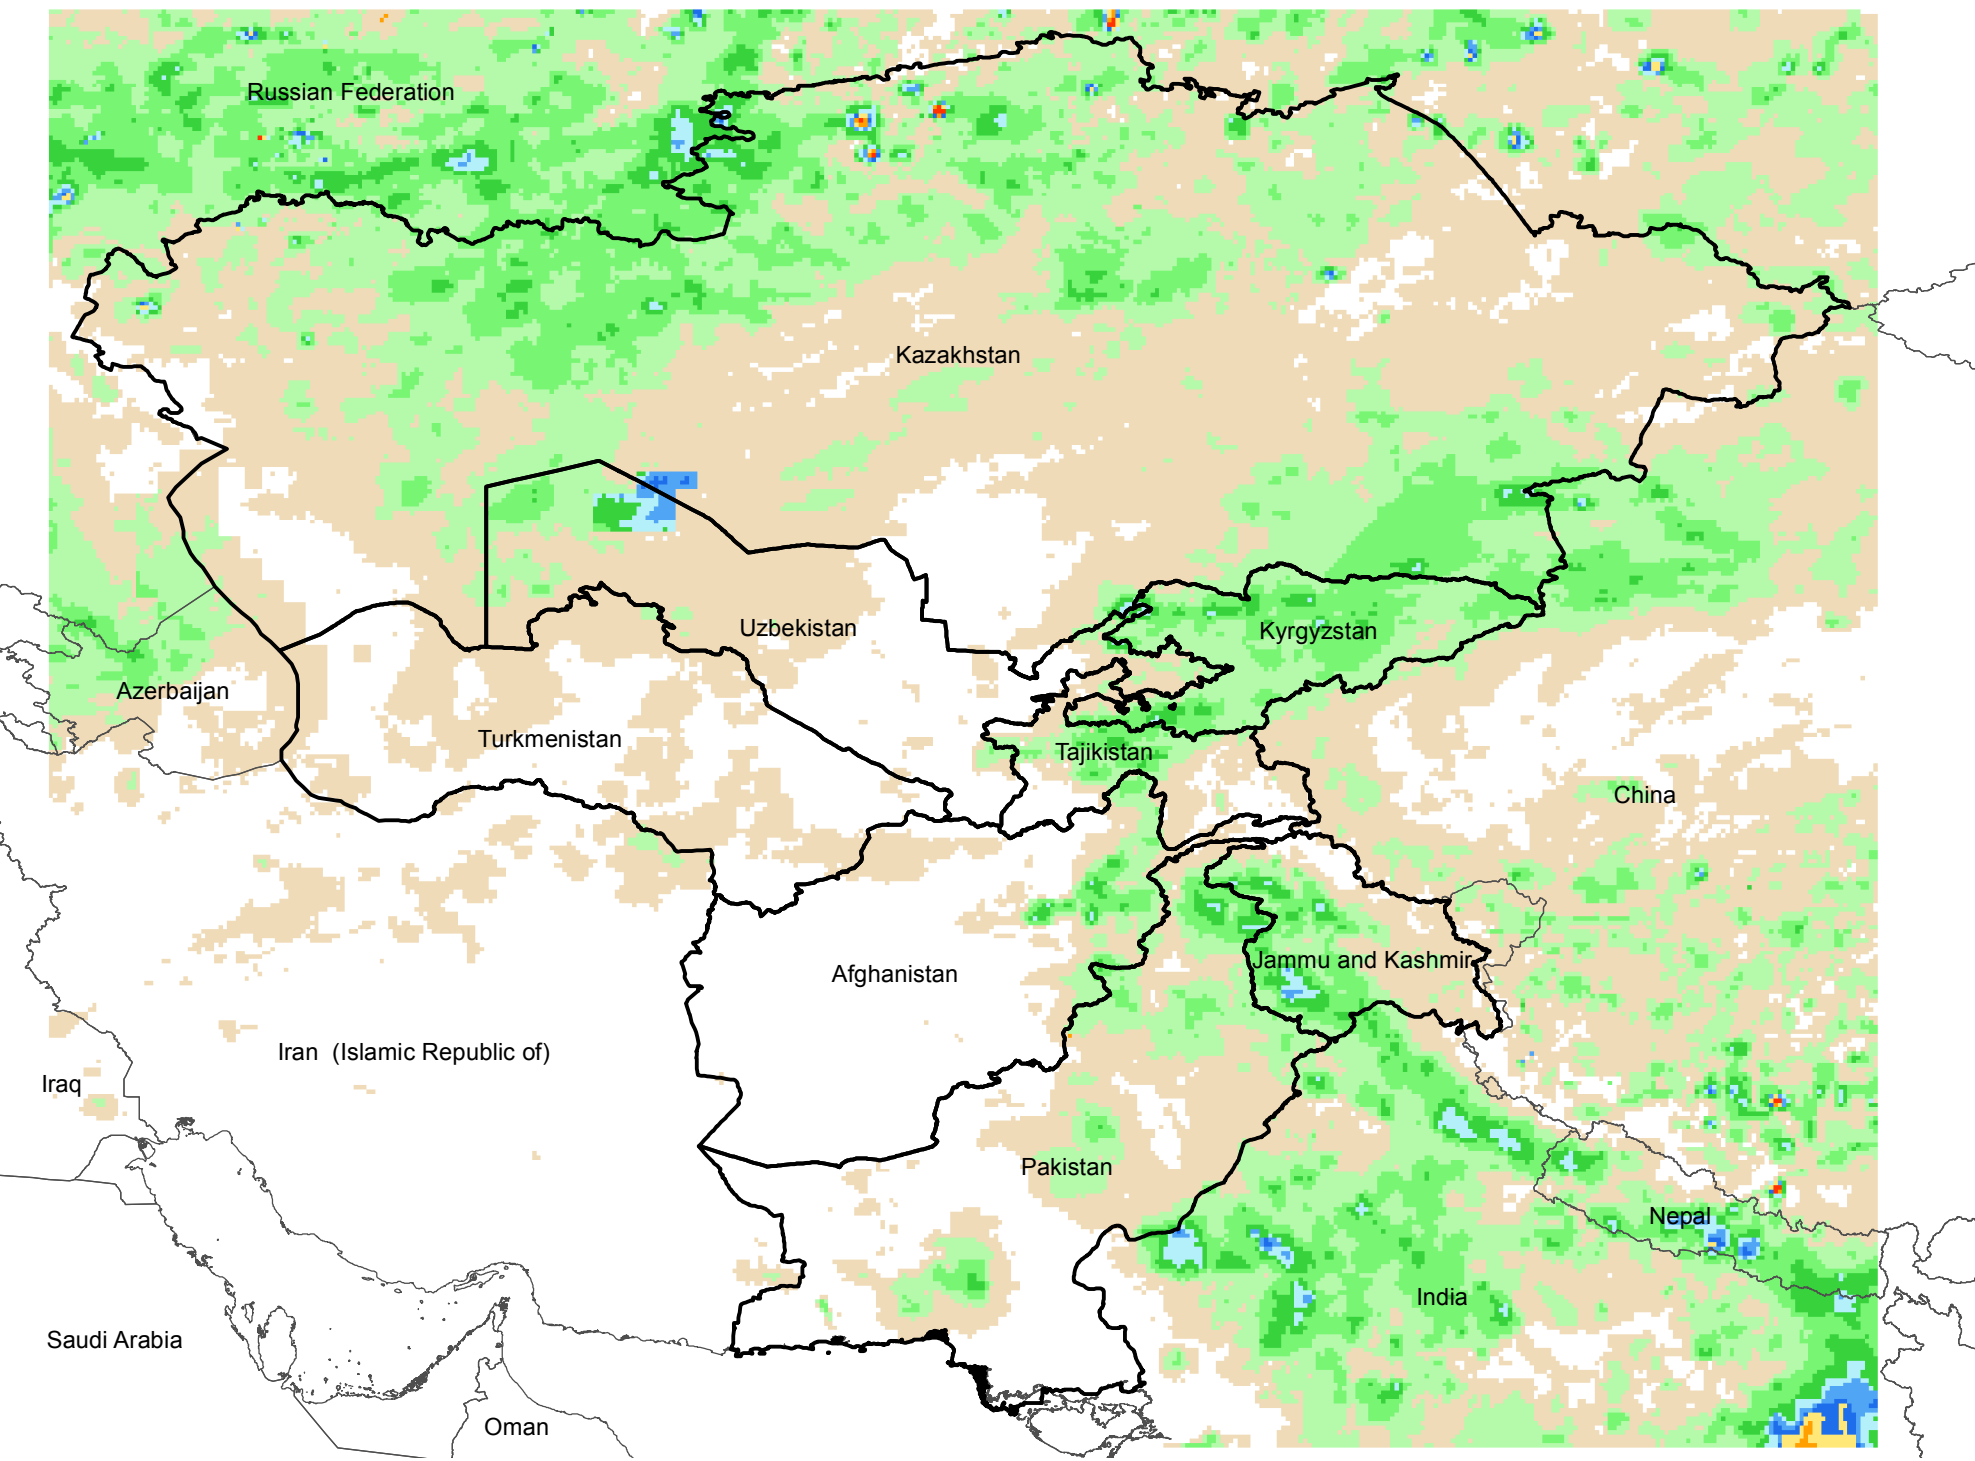 Russian Federation
Kazakhstan
Uzbekistan
Kyrgyzstan
Azerbaijan
Turkmenistan
Tajikistan
China
Afghanistan
Jammu and Kashmir
Iran  (Islamic Republic of)
Iraq
Pakistan
Nepal
India
Saudi Arabia
Oman